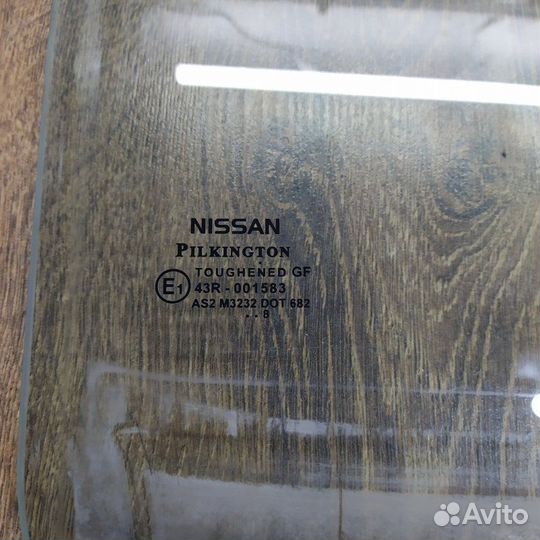 NISSAN
PILKINGTON
TOUGHENED GF
E1 43R - 001583
AS2 M3232 DOT 682
. . 8
Avito